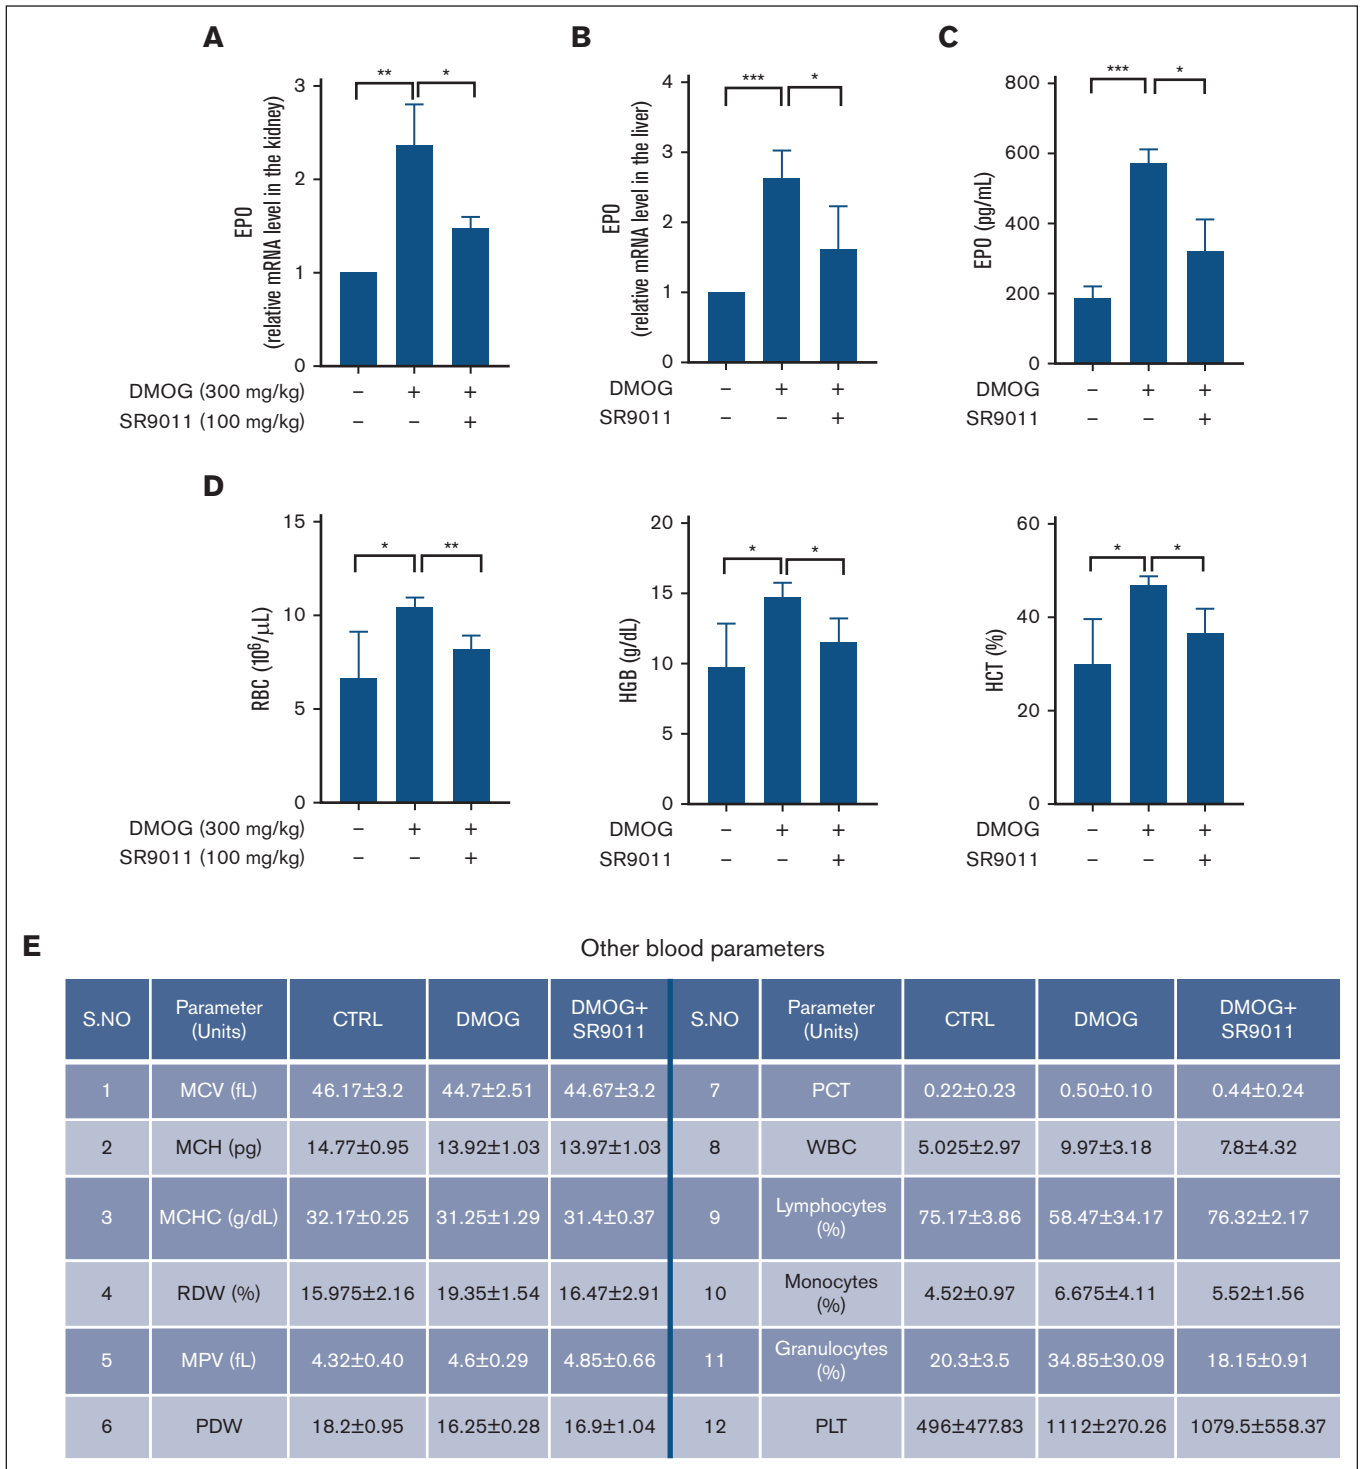 A
EPO
(relative mRNA level in the kidney)
3
2
1
0
**
*
DMOG (300 mg/kg) – + +
SR9011 (100 mg/kg) – – +
B
EPO
(relative mRNA level in the liver)
4
3
2
1
0
***
*
DMOG – + +
SR9011 – – +
C
EPO (pg/mL)
800
600
400
200
0
***
*
DMOG – + +
SR9011 – – +
D
RBC (10⁶/μL)
15
10
5
0
*
**
DMOG (300 mg/kg) – + +
SR9011 (100 mg/kg) – – +
HGB (g/dL)
20
15
10
5
0
*
*
DMOG – + +
SR9011 – – +
HCT (%)
60
40
20
0
*
*
DMOG – + +
SR9011 – – +
E
Other blood parameters
S.NO Parameter (Units) CTRL DMOG DMOG+ SR9011 S.NO Parameter (Units) CTRL DMOG DMOG+ SR9011
1 MCV (fL) 46.17±3.2 44.7±2.51 44.67±3.2 7 PCT 0.22±0.23 0.50±0.10 0.44±0.24
2 MCH (pg) 14.77±0.95 13.92±1.03 13.97±1.03 8 WBC 5.025±2.97 9.97±3.18 7.8±4.32
3 MCHC (g/dL) 32.17±0.25 31.25±1.29 31.4±0.37 9 Lymphocytes (%) 75.17±3.86 58.47±34.17 76.32±2.17
4 RDW (%) 15.975±2.16 19.35±1.54 16.47±2.91 10 Monocytes (%) 4.52±0.97 6.675±4.11 5.52±1.56
5 MPV (fL) 4.32±0.40 4.6±0.29 4.85±0.66 11 Granulocytes (%) 20.3±3.5 34.85±30.09 18.15±0.91
6 PDW 18.2±0.95 16.25±0.28 16.9±1.04 12 PLT 496±477.83 1112±270.26 1079.5±558.37